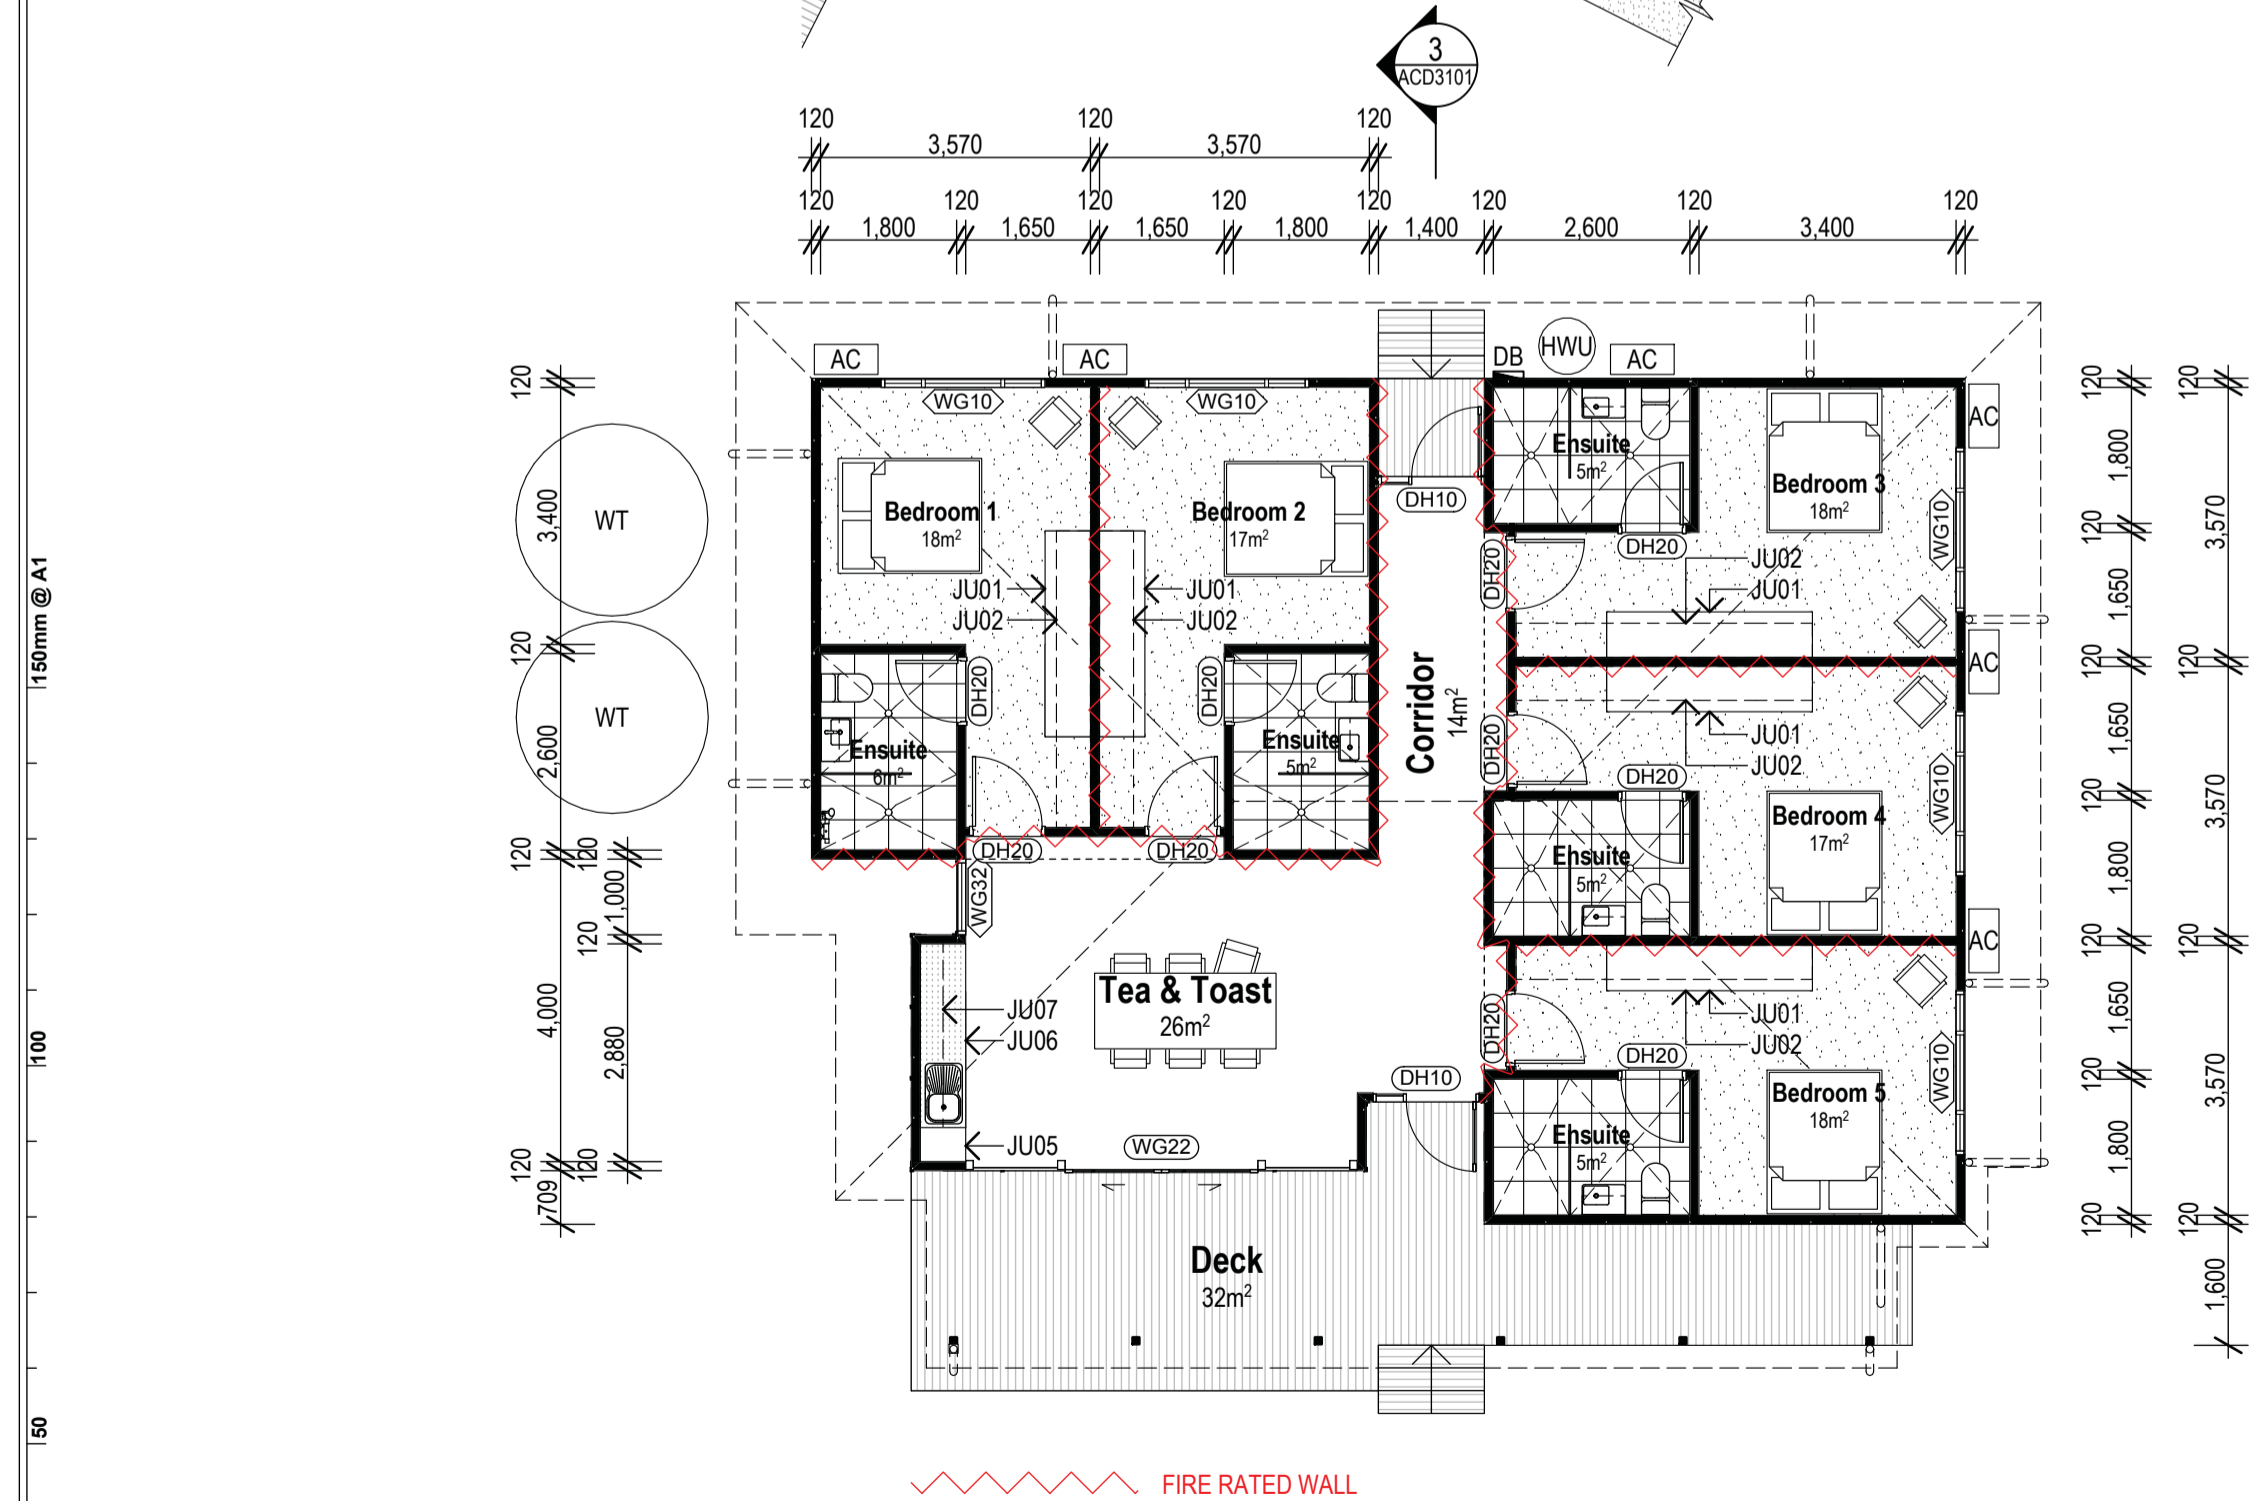 3
ACD3101
120 120 120
3,570 3,570
120 120 120 120 120 120 120 120
1,800 1,650 1,650 1,800 1,400 2,600 3,400
AC AC DB HWU AC
120 120 120
WG10 WG10 AC
Ensuite
5m²
1,800
Bedroom 3
18m²
WG10
Bedroom 1
18m²
Bedroom 2
17m²
DH10
WT
3,400
3,570
120
DH20
DH20
JU02
JU01
JU01
JU02
JU01
JU02
1,650
150mm @ A1
120
120 120
AC
DH20
DH20
Corridor
14m²
WT
2,600
Ensuite
6m²
Ensuite
5m²
DH20
JU01
JU02
1,650
DH20
WG10
120
3,570
Bedroom 4
17m²
120 120
DH20 DH20
Ensuite
5m²
1,800
1,000
WG32
120
AC
120 120
4,000
Tea & Toast
26m²
JU07
JU06
DH20
JU01
JU02
1,650
100
2,880
DH20
WG10
120
DH10
3,570
Bedroom 5
18m²
Ensuite
5m²
1,800
JU05
WG22
120 120
709
120 120
Deck
32m²
1,600
50
FIRE RATED WALL